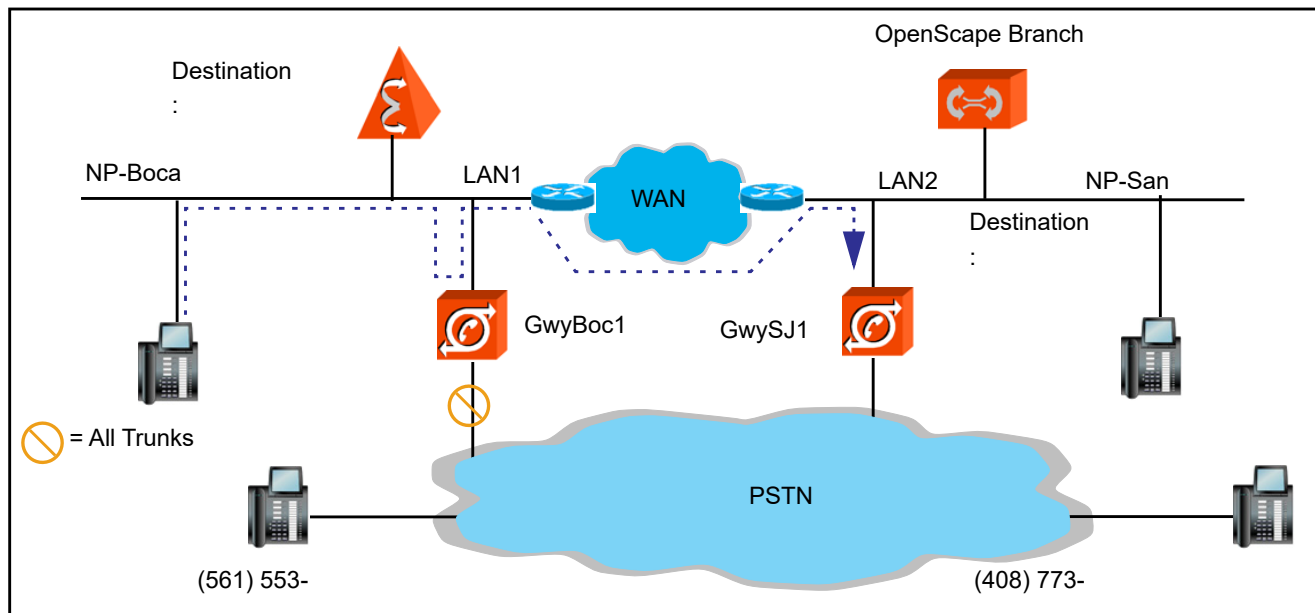 OpenScape Branch
Destination
:
NP-Boca
LAN1
WAN
LAN2
NP-San
Destination
:
GwyBoc1
GwySJ1
= All Trunks
PSTN
(561) 553-
(408) 773-